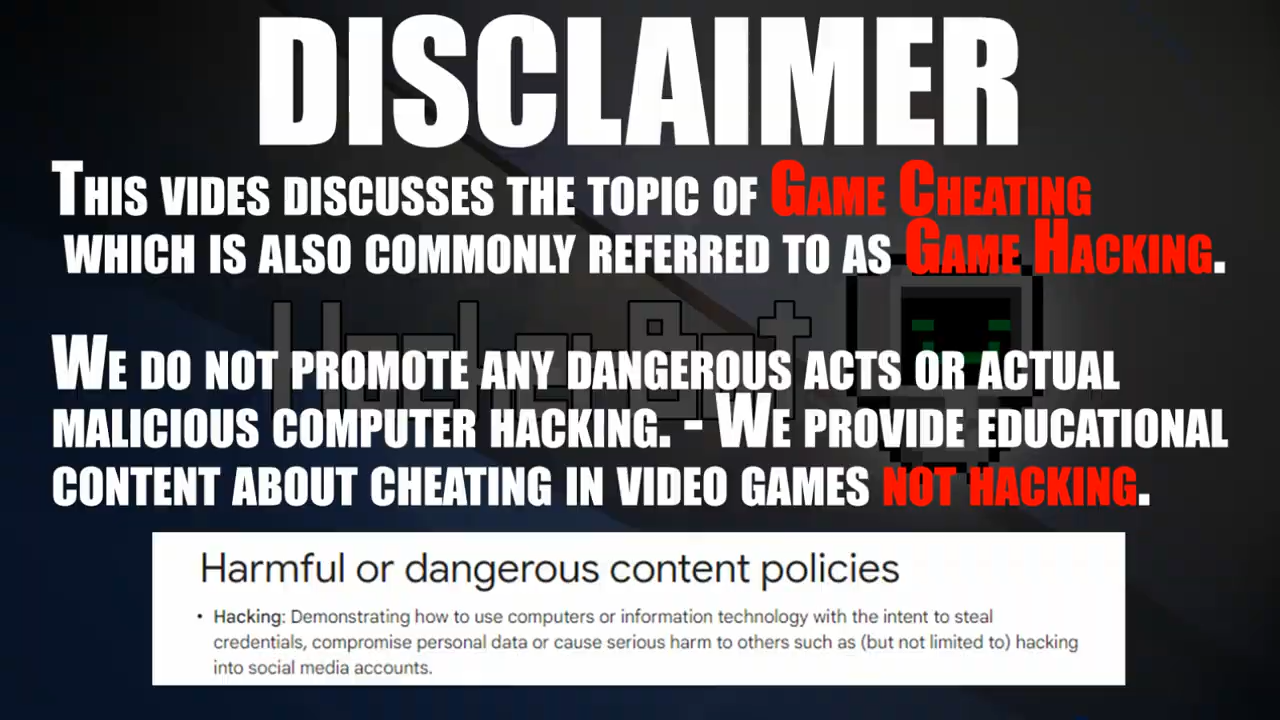 DISCLAIMER
THIS VIDES DISCUSSES THE TOPIC OF GAME CHEATING
WHICH IS ALSO COMMONLY REFERRED TO AS GAME HACKING.
Hacker Bot
WE DO NOT PROMOTE ANY DANGEROUS ACTS OR ACTUAL
MALICIOUS COMPUTER HACKING. - WE PROVIDE EDUCATIONAL
CONTENT ABOUT CHEATING IN VIDEO GAMES NOT HACKING.
Harmful or dangerous content policies
• Hacking: Demonstrating how to use computers or information technology with the intent to steal
credentials, compromise personal data or cause serious harm to others such as (but not limited to) hacking
into social media accounts.